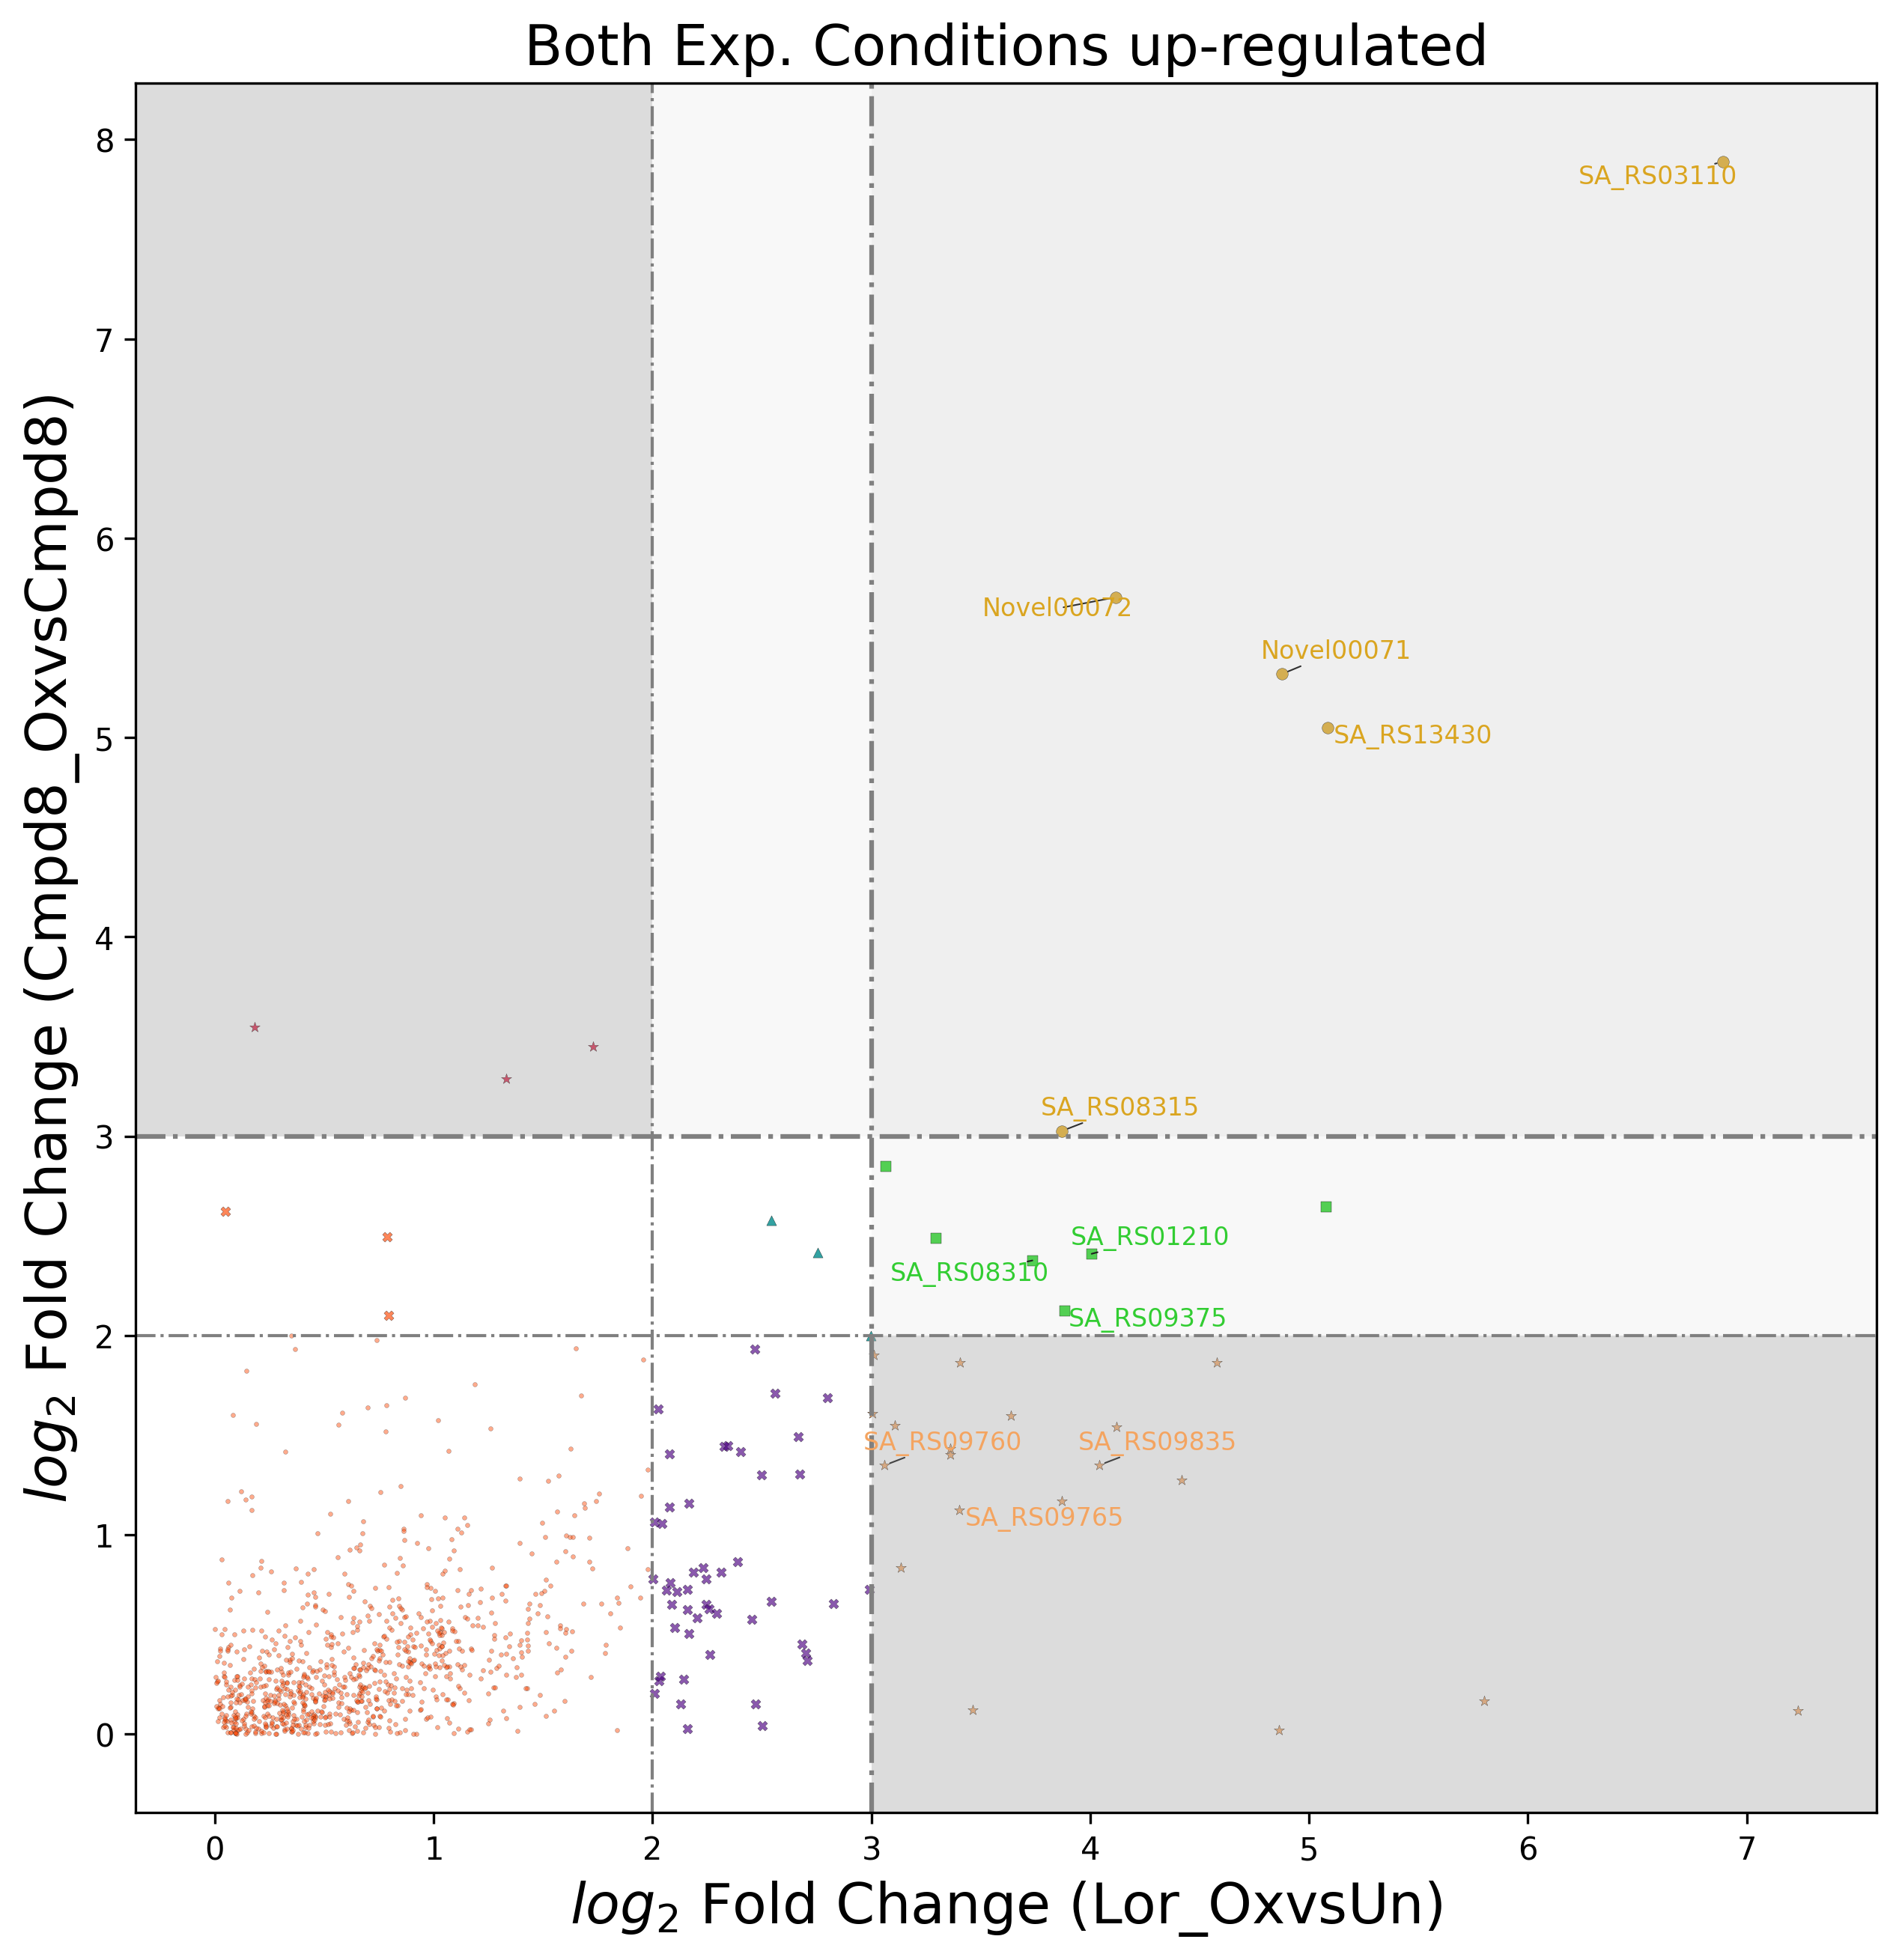 Both Exp. Conditions up-regulated
log2 Fold Change (Cmpd8_OxvsCmpd8)
8
7
6
5
4
3
2
1
0
SA_RS03110
Novel00072
Novel00071
SA_RS13430
SA_RS08315
SA_RS01210
SA_RS08310
SA_RS09375
SA_RS09760
SA_RS09835
SA_RS09765
0 1 2 3 4 5 6 7
log2 Fold Change (Lor_OxvsUn)